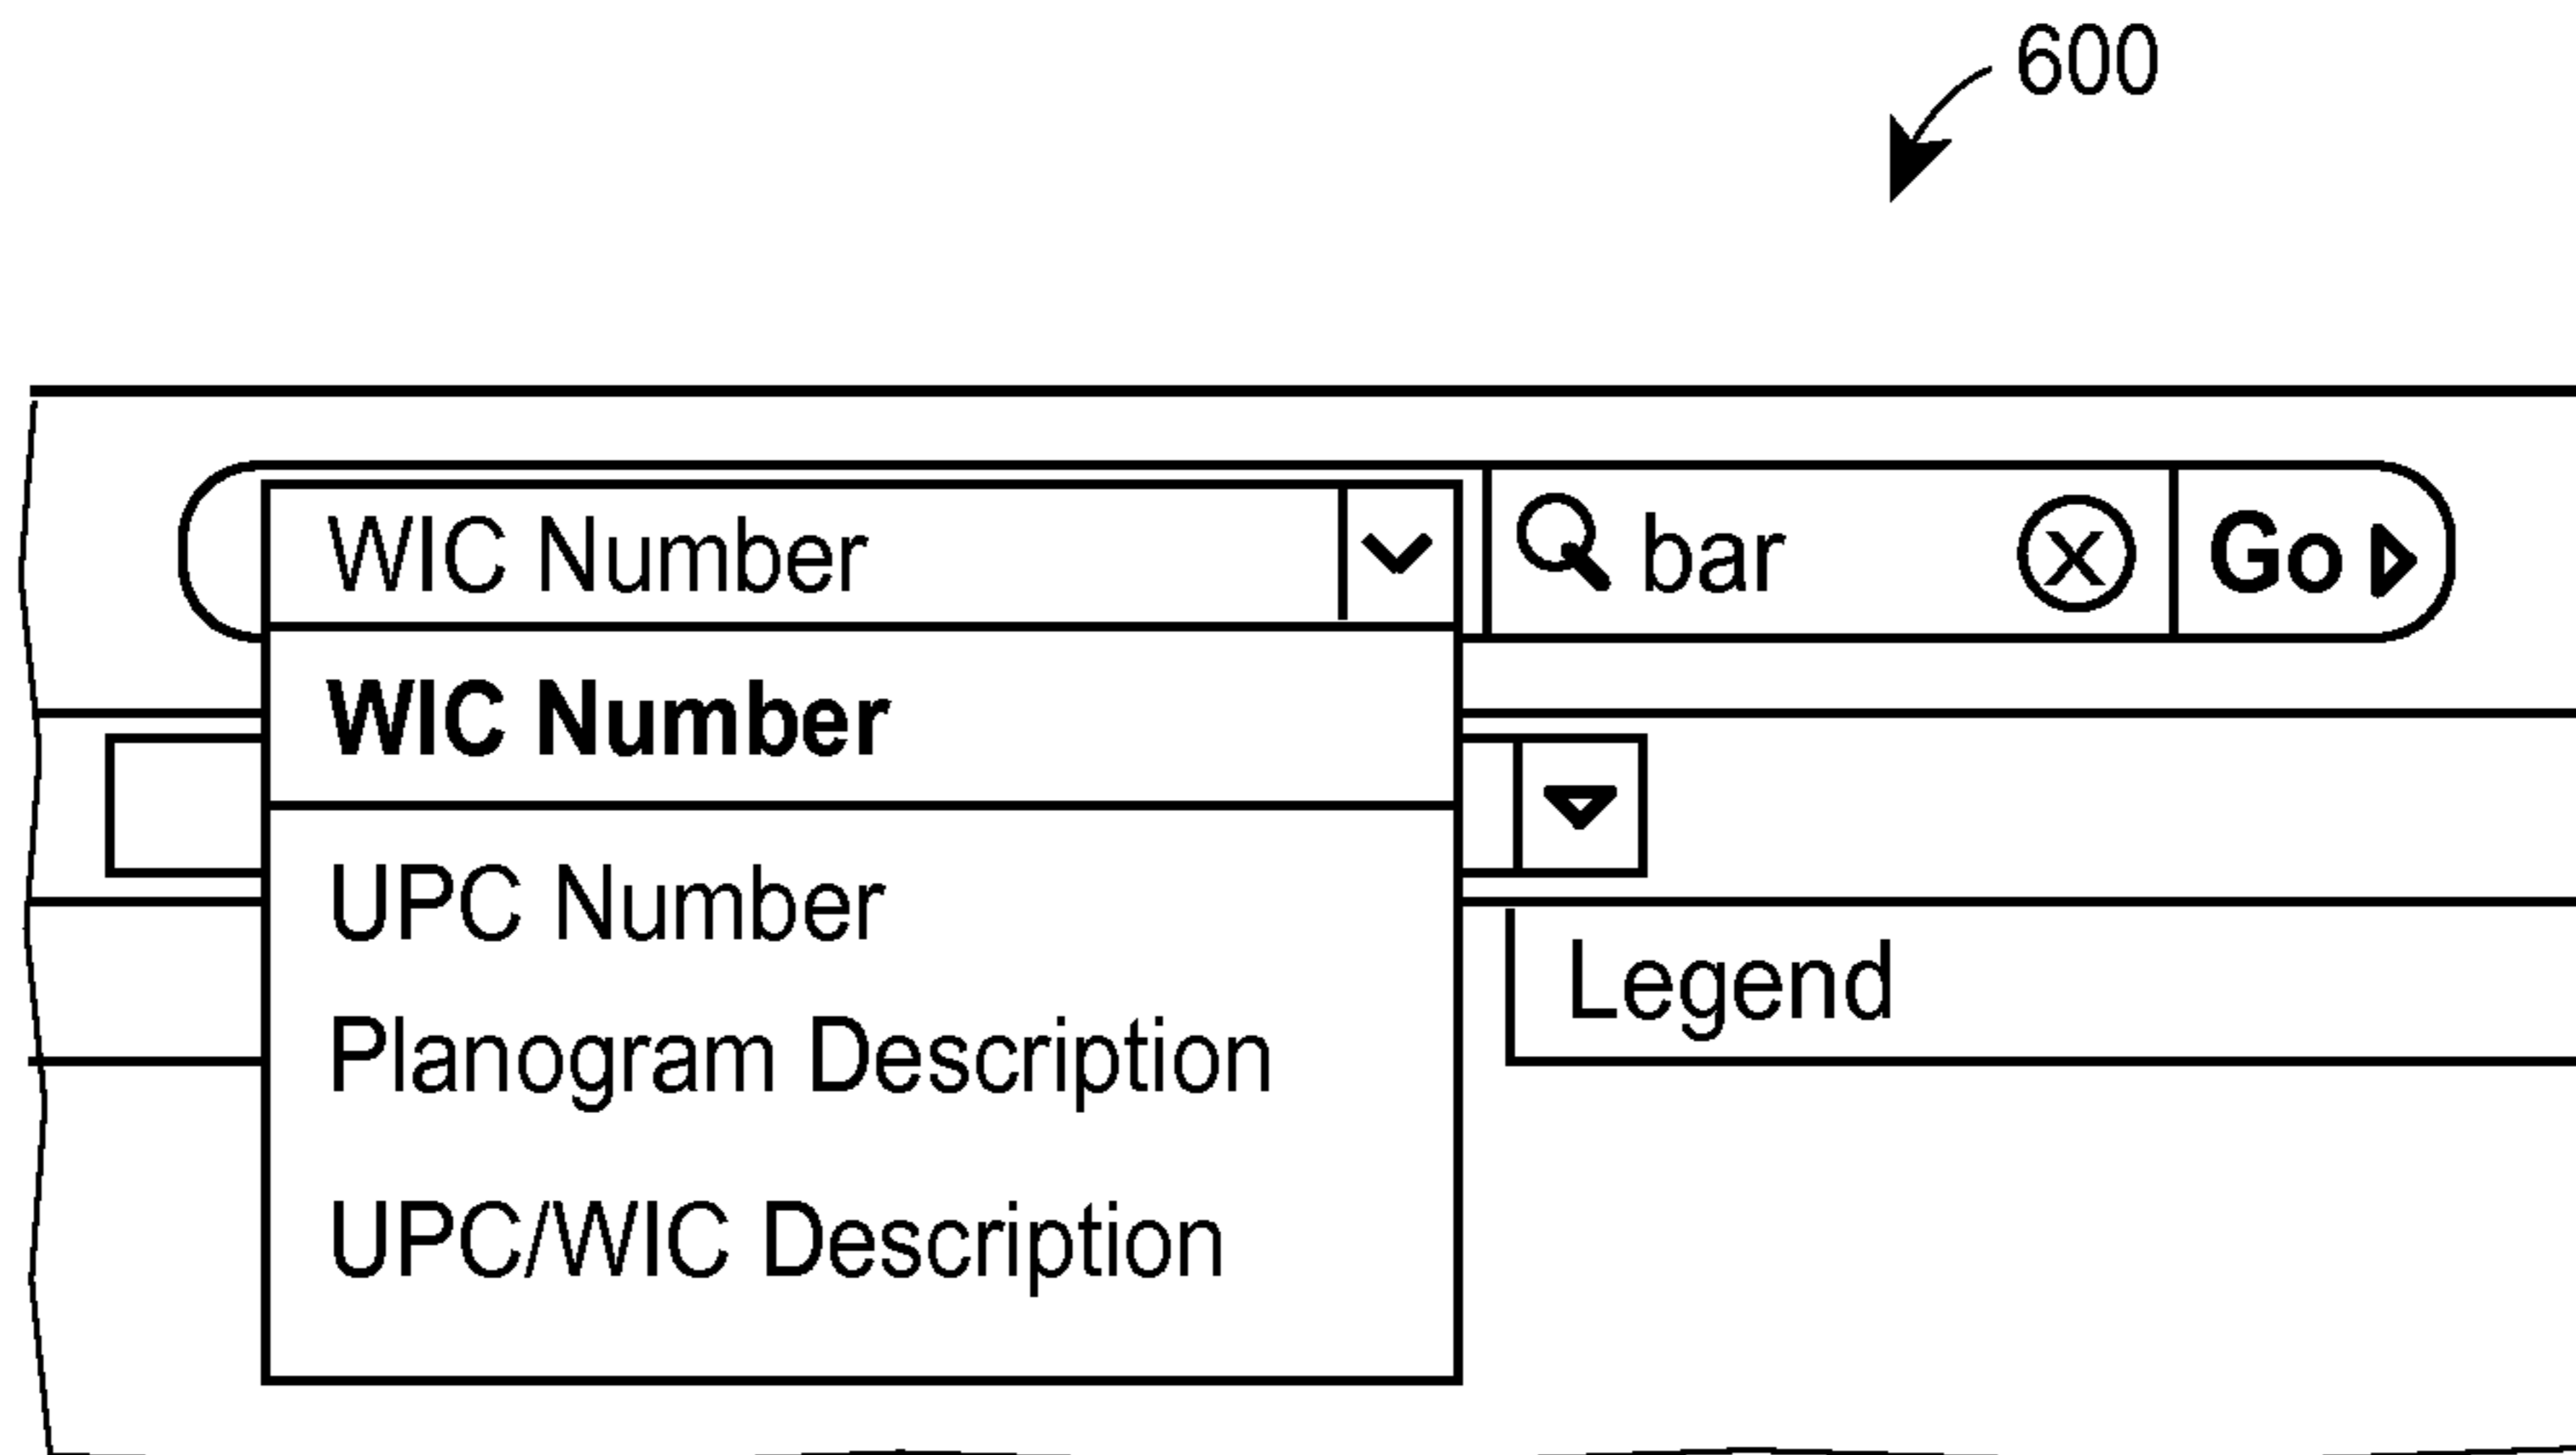 600
WIC Number bar X Go
WIC Number
UPC Number
Planogram Description
UPC/WIC Description
Legend